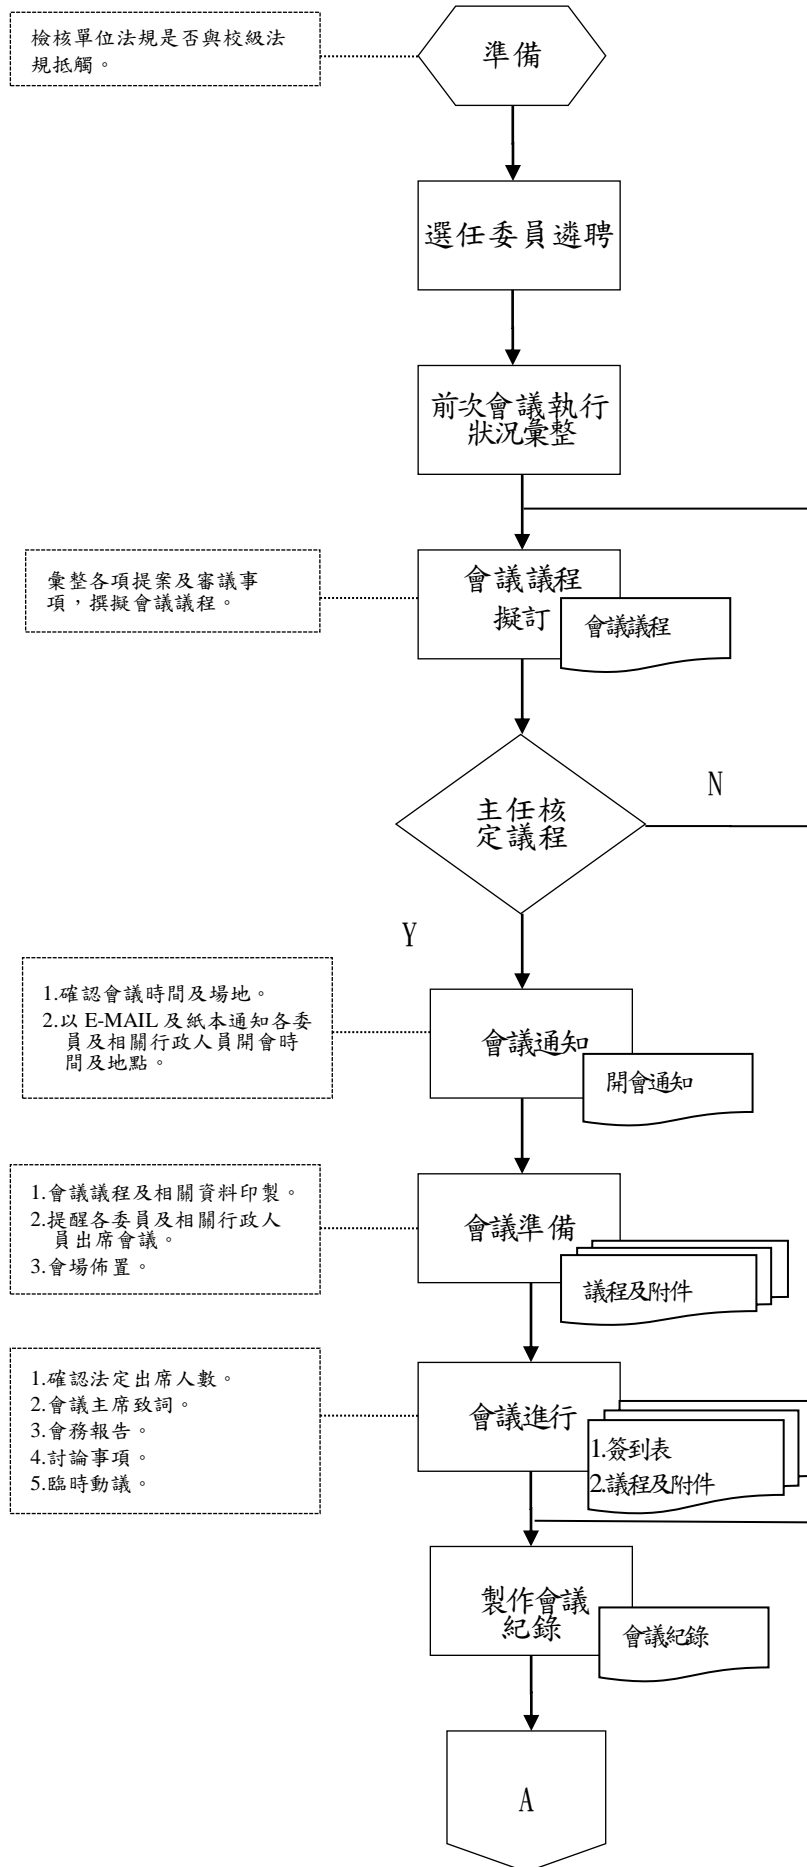 檢核單位法規是否與校級法
規抵觸。
準備
選任委員遴聘
前次會議執行
狀況彙整
彙整各項提案及審議事
項，撰擬會議議程。
會議議程
擬訂
會議議程
主任核
定議程
N
Y
1.確認會議時間及場地。
2.以 E-MAIL 及紙本通知各委
員及相關行政人員開會時
間及地點。
會議通知
開會通知
1.會議議程及相關資料印製。
2.提醒各委員及相關行政人
員出席會議。
3.會場佈置。
會議準備
議程及附件
1.確認法定出席人數。
2.會議主席致詞。
3.會務報告。
4.討論事項。
5.臨時動議。
會議進行
1.簽到表
2.議程及附件
製作會議
紀錄
會議紀錄
A